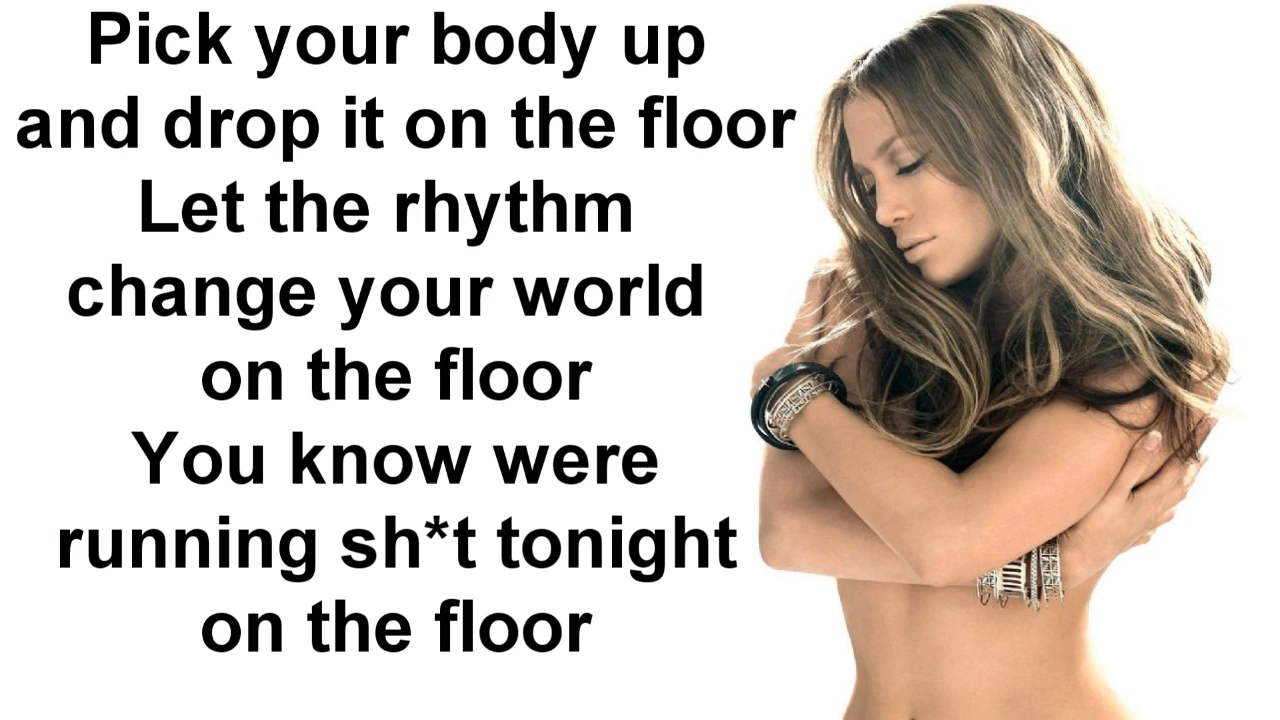 Pick your body up
and drop it on the floor
Let the rhythm
change your world
on the floor
You know were
running sh*t tonight
on the floor